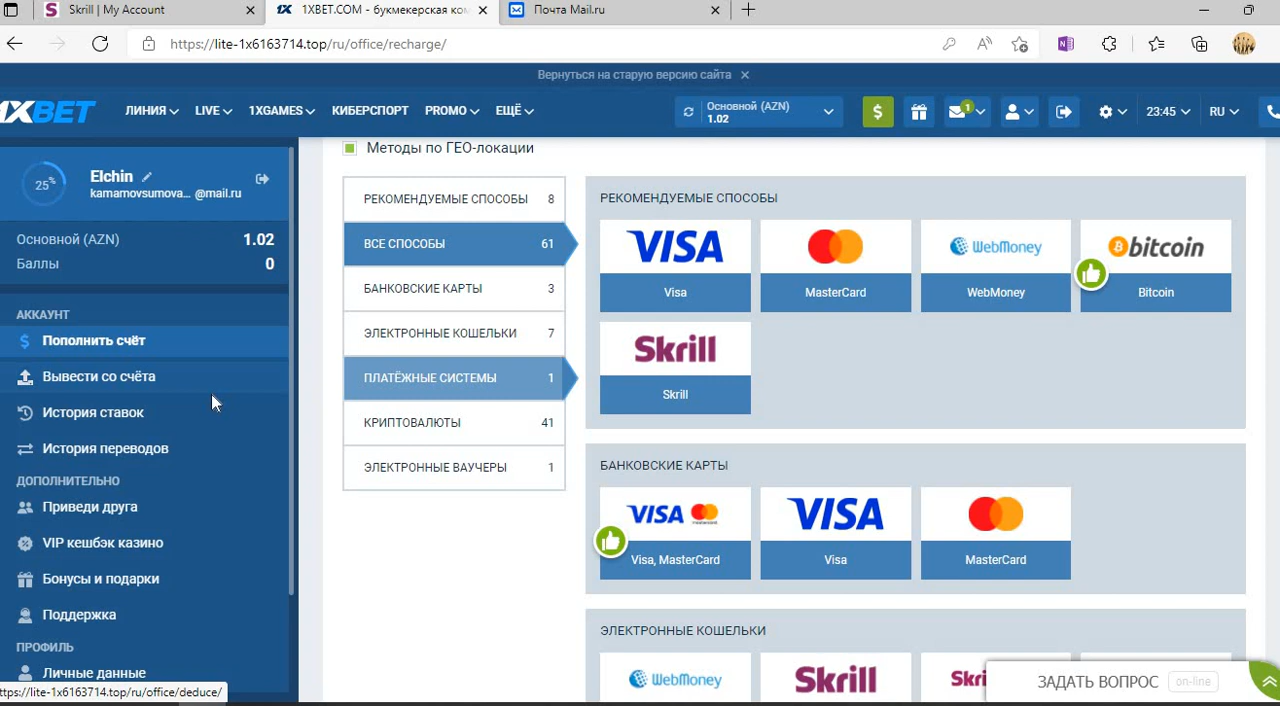 Skrill | My Account
1XBET.COM - букмекерская ко
Почта Mail.ru
https://lite-1x6163714.top/ru/office/recharge/
Вернуться на старую версию сайта
1XBET
ЛИНИЯ
LIVE
1XGAMES
КИБЕРСПОРТ
PROMO
ЕЩЁ
Основной (AZN)
1.02
$
1
23:45
RU
25%
Elchin
kamamovsumova... @mail.ru
Основной (AZN) 1.02
Баллы 0
АККАУНТ
$ Пополнить счёт
Вывести со счёта
История ставок
История переводов
ДОПОЛНИТЕЛЬНО
Приведи друга
VIP кешбэк казино
Бонусы и подарки
Поддержка
ПРОФИЛЬ
Личные данные
ttps://lite-1x6163714.top/ru/office/deduce/
Методы по ГЕО-локации
РЕКОМЕНДУЕМЫЕ СПОСОБЫ 8
ВСЕ СПОСОБЫ 61
БАНКОВСКИЕ КАРТЫ 3
ЭЛЕКТРОННЫЕ КОШЕЛЬКИ 7
ПЛАТЁЖНЫЕ СИСТЕМЫ 1
КРИПТОВАЛЮТЫ 41
ЭЛЕКТРОННЫЕ ВАУЧЕРЫ 1
РЕКОМЕНДУЕМЫЕ СПОСОБЫ
VISA WebMoney bitcoin
Visa MasterCard WebMoney Bitcoin
Skrill
Skrill
БАНКОВСКИЕ КАРТЫ
VISA VISA
Visa, MasterCard Visa MasterCard
ЭЛЕКТРОННЫЕ КОШЕЛЬКИ
WebMoney Skrill Skri
ЗАДАТЬ ВОПРОС on-line